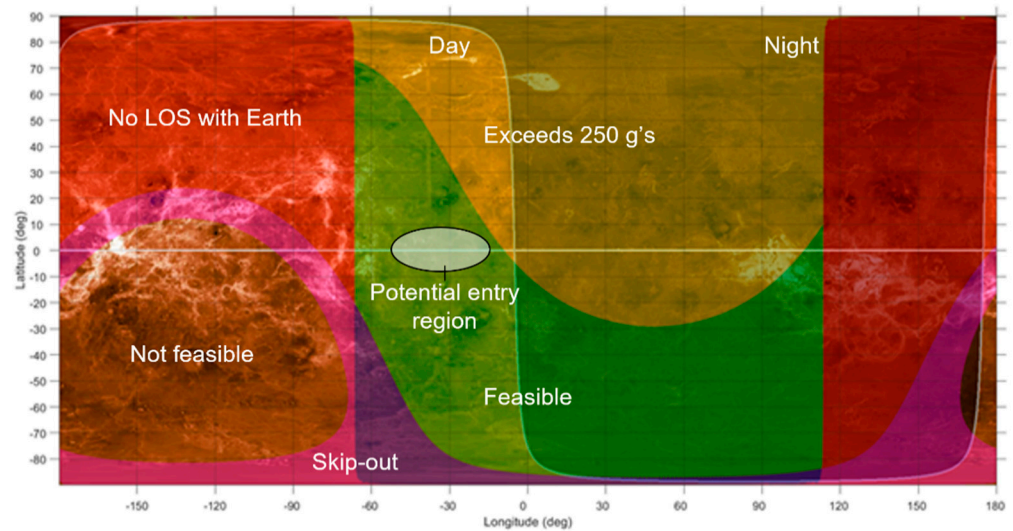 90
80
70
60
50
40
30
20
10
0
-10
-20
-30
-40
-50
-60
-70
-80
Latitude (deg)
Day
Night
No LOS with Earth
Exceeds 250 g's
Potential entry
region
Not feasible
Feasible
Skip-out
-150
-120
-90
-60
-30
0
30
60
90
120
150
180
Longitude (deg)